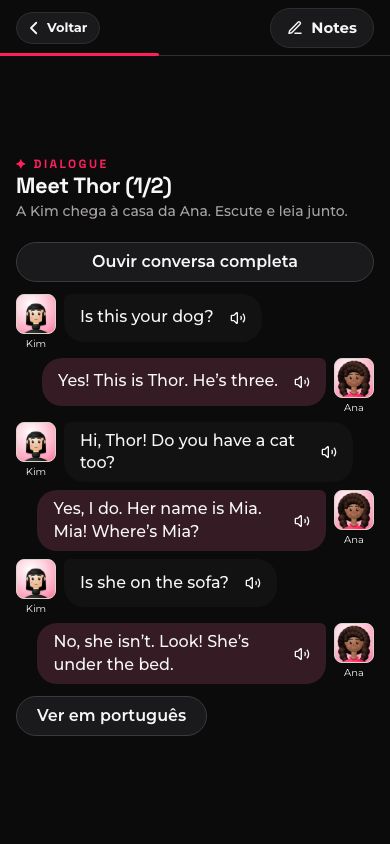 Voltar
Notes
DIALOGUE
Meet Thor (1/2)
A Kim chega à casa da Ana. Escute e leia junto.
Ouvir conversa completa
Is this your dog?
Kim
Yes! This is Thor. He’s three.
Ana
Hi, Thor! Do you have a cat
too?
Kim
Yes, I do. Her name is Mia.
Mia! Where’s Mia?
Ana
Is she on the sofa?
Kim
No, she isn’t. Look! She’s
under the bed.
Ana
Ver em português